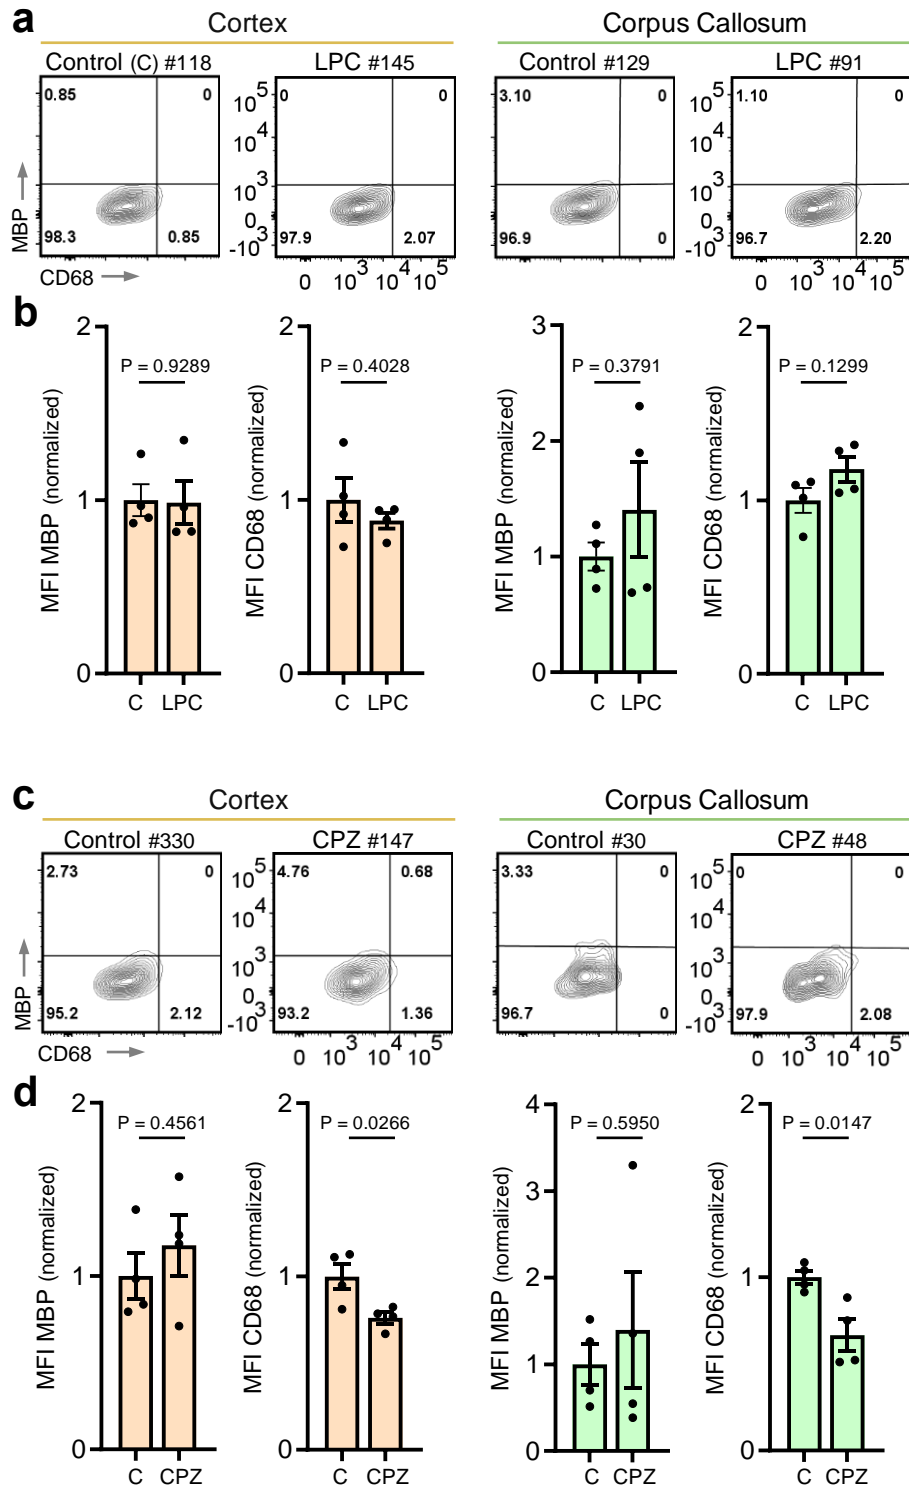 a
Cortex
Corpus Callosum
Control (C) #118
LPC #145
Control #129
LPC #91
0.85 0
98.3 0.85
10^5
10^4
10^3
0
-10^3
0 0
97.9 2.07
3.10 0
96.9 0
10^5
10^4
10^3
0
-10^3
1.10 0
96.7 2.20
MBP
CD68
0 10^3 10^4 10^5
0 10^3 10^4 10^5
b
2
1
0
MFI MBP (normalized)
P = 0.9289
C LPC
2
1
0
MFI CD68 (normalized)
P = 0.4028
C LPC
3
2
1
0
MFI MBP (normalized)
P = 0.3791
C LPC
2
1
0
MFI CD68 (normalized)
P = 0.1299
C LPC
c
Cortex
Corpus Callosum
Control #330
CPZ #147
Control #30
CPZ #48
2.73 0
95.2 2.12
10^5
10^4
10^3
0
-10^3
4.76 0.68
93.2 1.36
3.33 0
96.7 0
10^5
10^4
10^3
0
-10^3
0 0
97.9 2.08
MBP
CD68
0 10^3 10^4 10^5
0 10^3 10^4 10^5
d
2
1
0
MFI MBP (normalized)
P = 0.4561
C CPZ
2
1
0
MFI CD68 (normalized)
P = 0.0266
C CPZ
4
3
2
1
0
MFI MBP (normalized)
P = 0.5950
C CPZ
2
1
0
MFI CD68 (normalized)
P = 0.0147
C CPZ